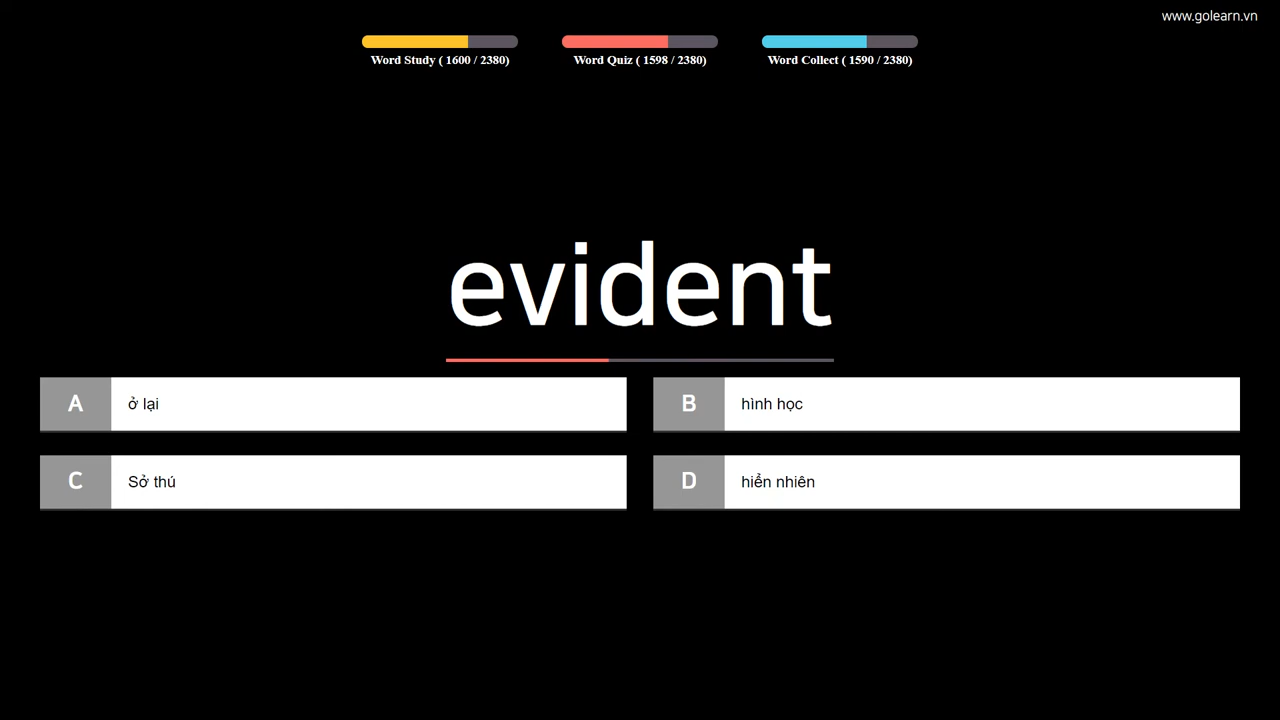 www.golearn.vn
Word Study ( 1600 / 2380)
Word Quiz ( 1598 / 2380)
Word Collect ( 1590 / 2380)
evident
A ở lại
B hình học
C Sở thú
D hiển nhiên